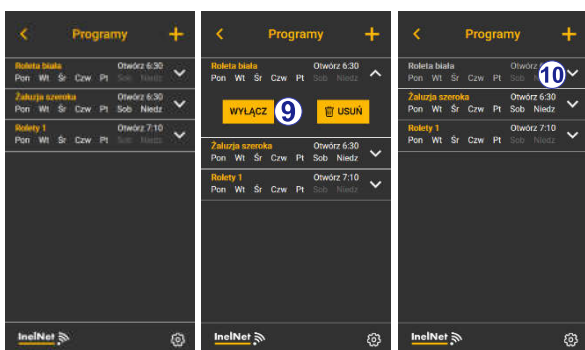 Programy
Roleta biała Otwórz 6:30
Pon Wt Śr Czw Pt Sob Niedz
Żaluzja szeroka Otwórz 6:30
Pon Wt Śr Czw Pt Sob Niedz
Rolety 1 Otwórz 7:10
Pon Wt Śr Czw Pt Sob Niedz
InelNet
Programy
Roleta biała Otwórz 6:30
Pon Wt Śr Czw Pt Sob Niedz
WYŁĄCZ 9 USUŃ
Żaluzja szeroka Otwórz 6:30
Pon Wt Śr Czw Pt Sob Niedz
Rolety 1 Otwórz 7:10
Pon Wt Śr Czw Pt Sob Niedz
InelNet
Programy
Roleta biała Otwórz
Pon Wt Śr Czw Pt Sob
10
Żaluzja szeroka Otwórz 6:30
Pon Wt Śr Czw Pt Sob Niedz
Rolety 1 Otwórz 7:10
Pon Wt Śr Czw Pt Sob Niedz
InelNet